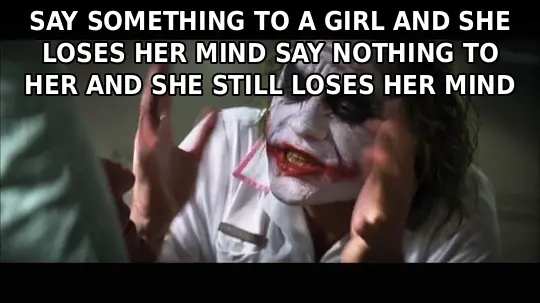 SAY SOMETHING TO A GIRL AND SHE
LOSES HER MIND SAY NOTHING TO
HER AND SHE STILL LOSES HER MIND